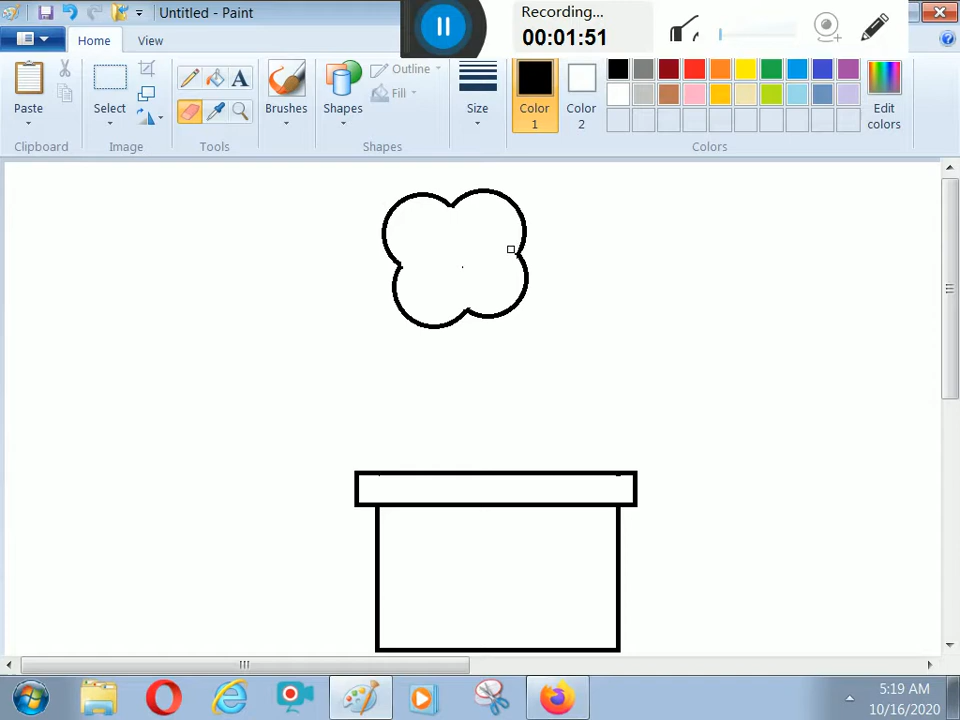 Untitled - Paint
Recording...
00:01:51
Home
View
Paste
Select
A
Brushes
Shapes
Outline
Fill
Size
Color
1
Color
2
Edit
colors
Clipboard
Image
Tools
Shapes
Colors
5:19 AM
10/16/2020